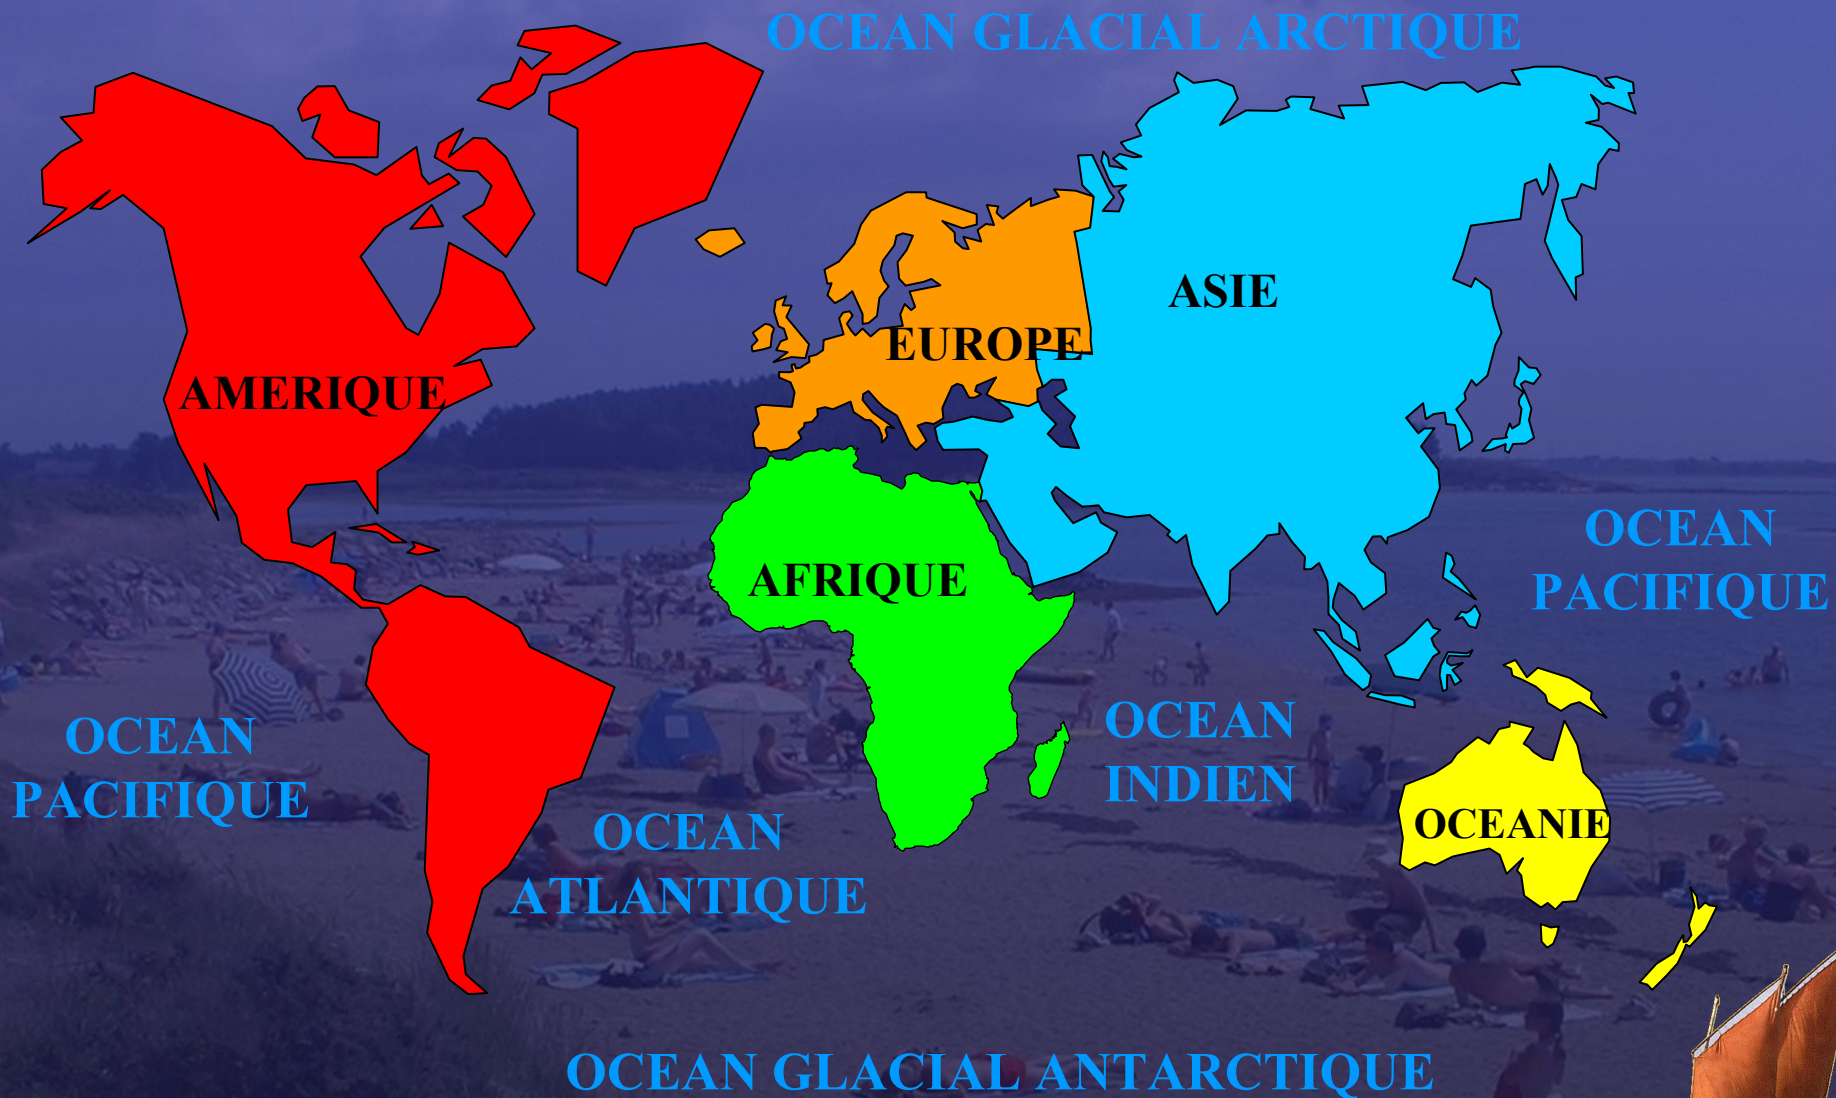 OCEAN GLACIAL ARCTIQUE
ASIE
EUROPE
AMERIQUE
OCEAN
PACIFIQUE
AFRIQUE
OCEAN
INDIEN
OCEAN
PACIFIQUE
OCEANIE
OCEAN
ATLANTIQUE
OCEAN GLACIAL ANTARCTIQUE